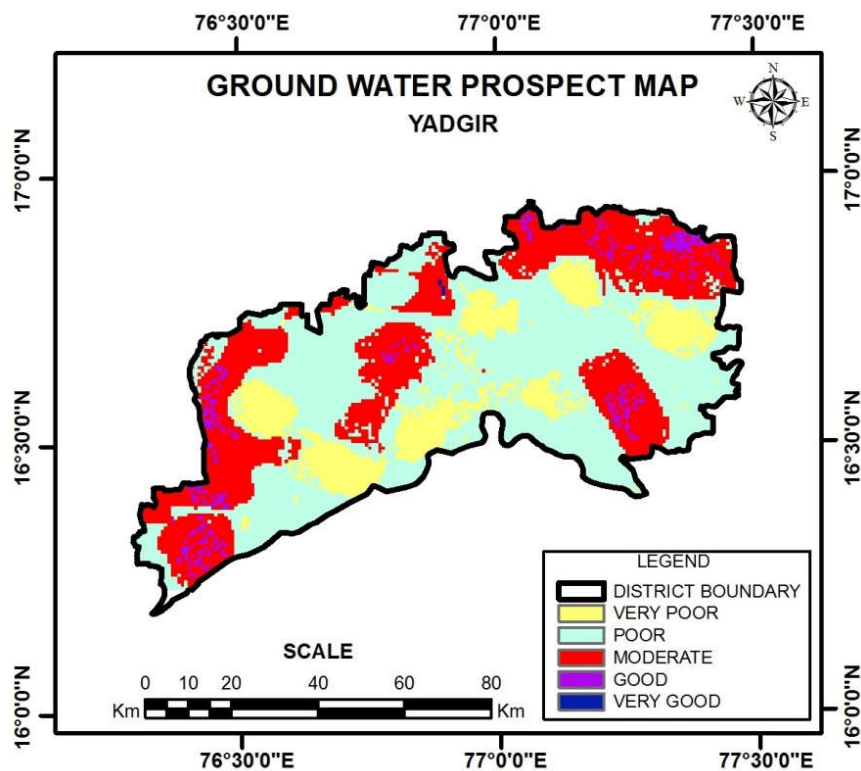 76°30'0"E 77°0'0"E 77°30'0"E
GROUND WATER PROSPECT MAP
YADGIR
N
W E
S
17°0'0"N 17°0'0"N
16°30'0"N 16°30'0"N
16°0'0"N 16°0'0"N
LEGEND
DISTRICT BOUNDARY
VERY POOR
POOR
MODERATE
GOOD
VERY GOOD
SCALE
0 10 20 40 60 80
Km Km
76°30'0"E 77°0'0"E 77°30'0"E